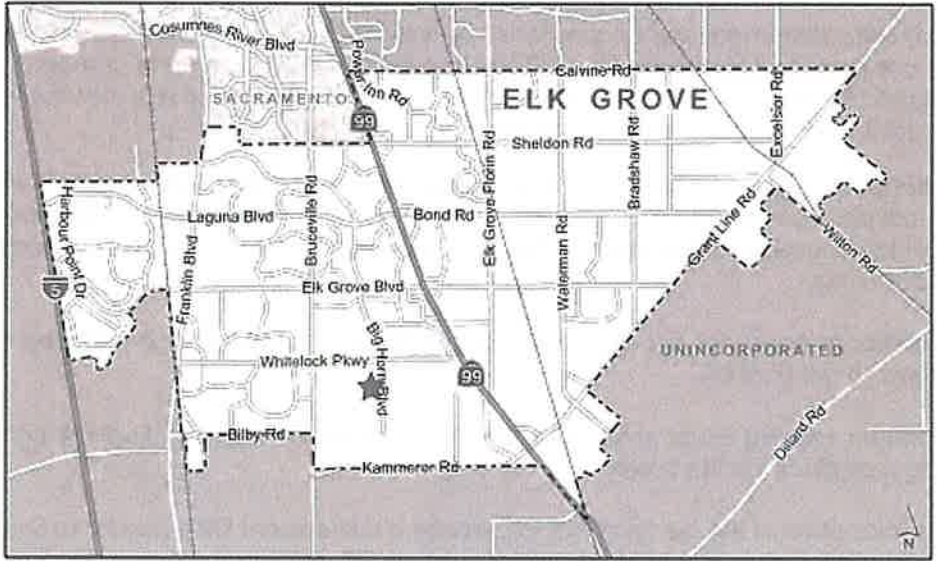 Cosumnes River Blvd
Power Inn Rd
Calvine Rd
SACRAMENTO
ELK GROVE
99
Excelsior Rd
Sheldon Rd
Bradshaw Rd
Harbour Point Dr
Laguna Blvd
Bruceville Rd
Bond Rd
Elk Grove-Florin Rd
Waterman Rd
Grant Line Rd
Wilton Rd
Franklin Blvd
5
Elk Grove Blvd
Big Horn Blvd
Whitelock Pkwy
99
UNINCORPORATED
Bilby Rd
Kammerer Rd
Dillard Rd
N